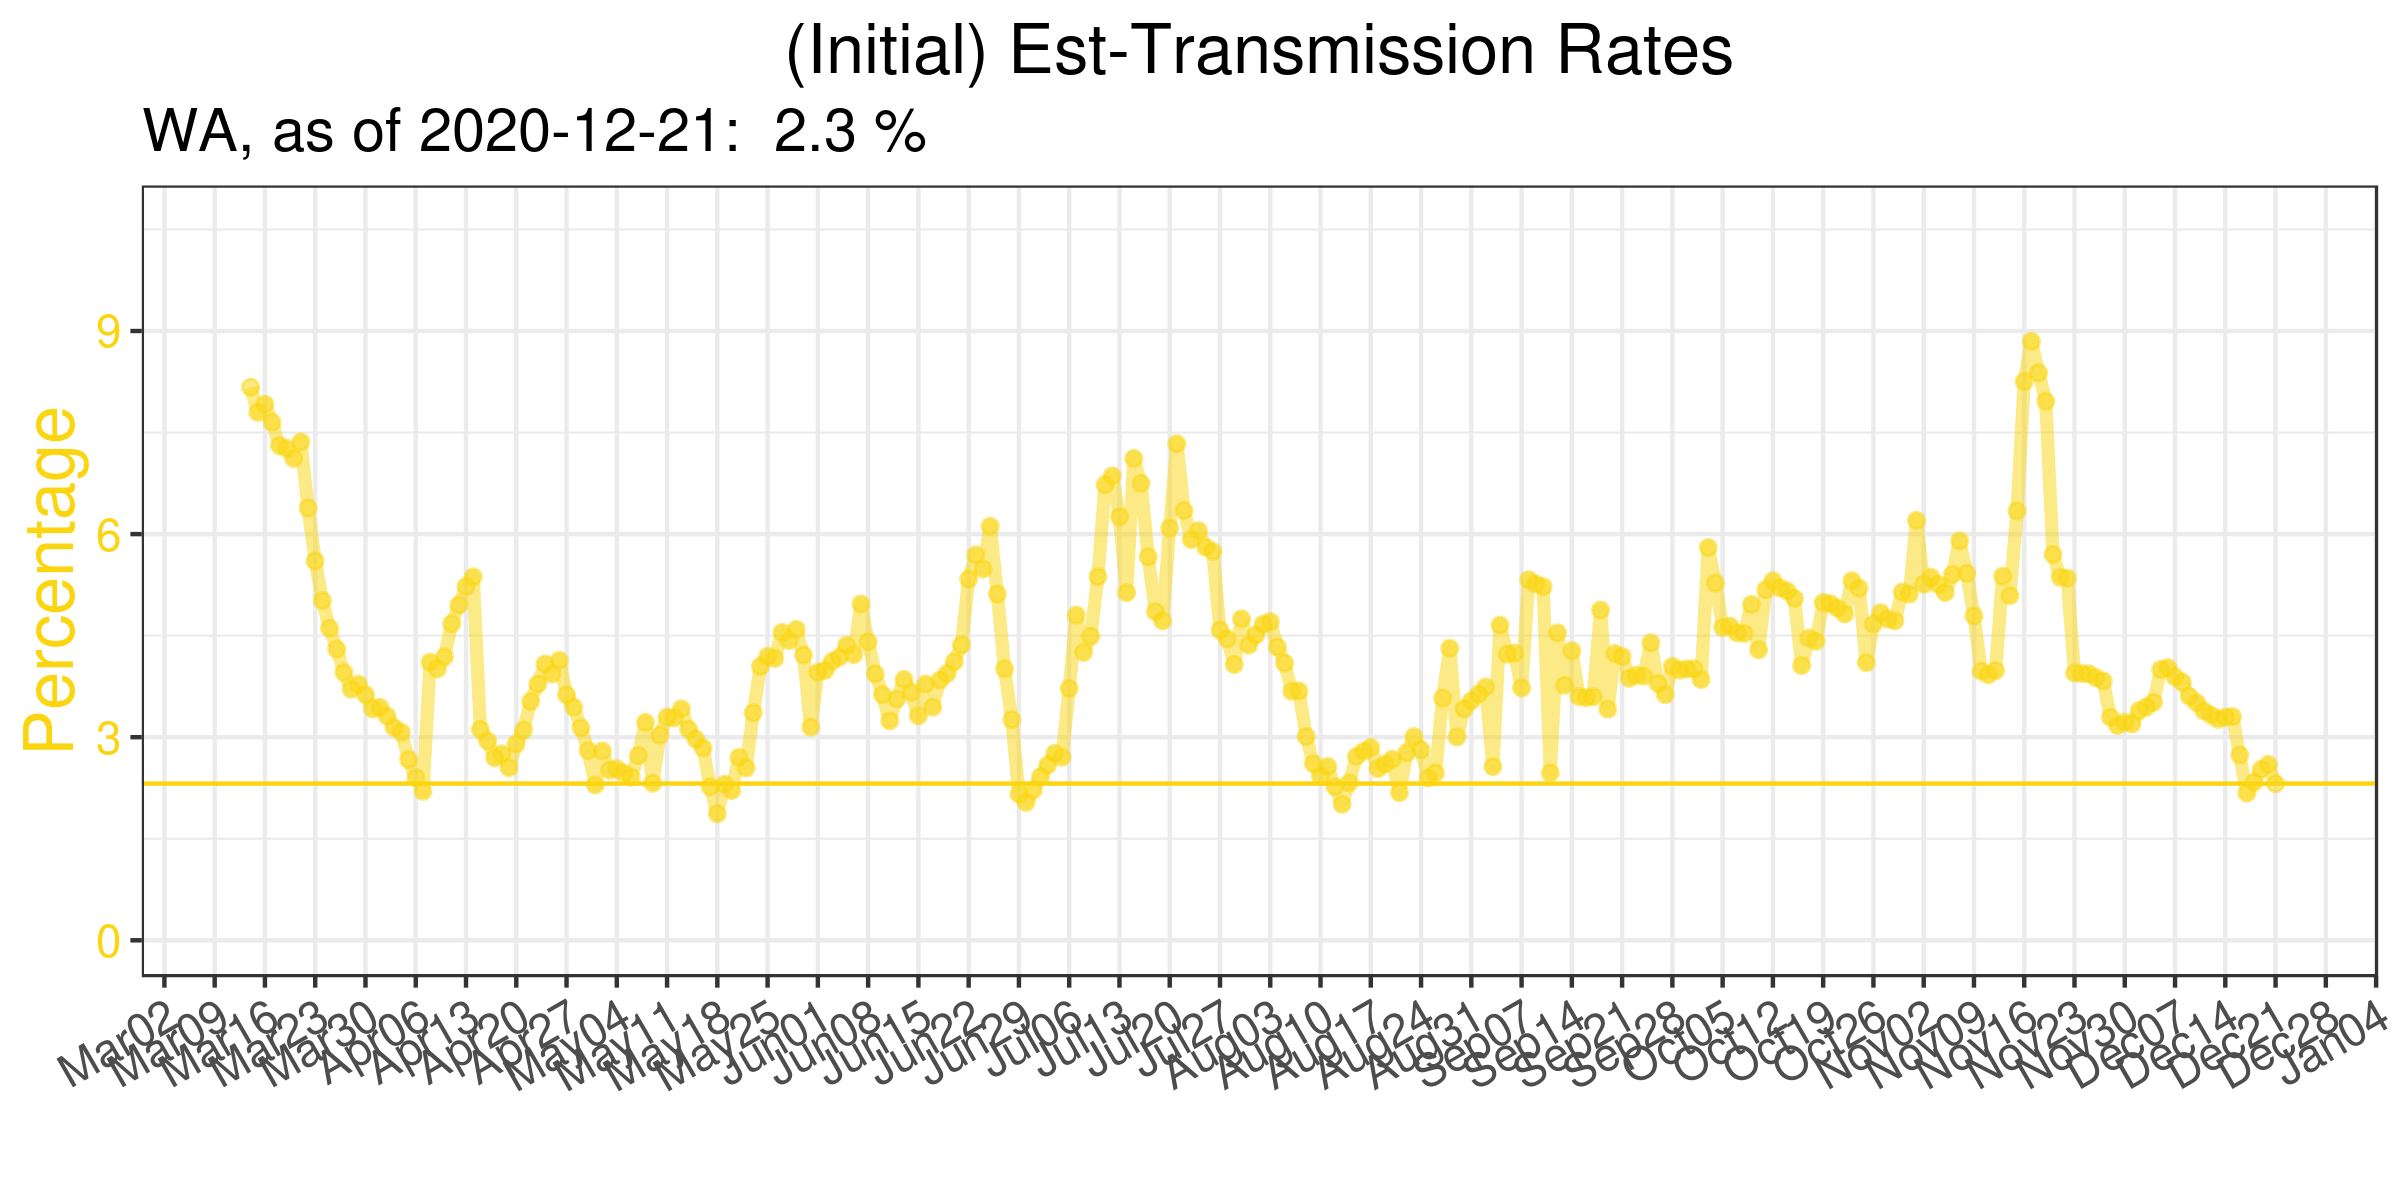 (Initial) Est-Transmission Rates
WA, as of 2020-12-21:  2.3 %
Percentage
9
6
3
0
Mar02
Mar09
Mar16
Mar23
Mar30
Apr06
Apr13
Apr20
Apr27
May04
May11
May18
May25
Jun01
Jun08
Jun15
Jun22
Jun29
Jul06
Jul13
Jul20
Jul27
Aug03
Aug10
Aug17
Aug24
Aug31
Sep07
Sep14
Sep21
Sep28
Oct05
Oct12
Oct19
Oct26
Nov02
Nov09
Nov16
Nov23
Nov30
Dec07
Dec14
Dec21
Dec28
Jan04